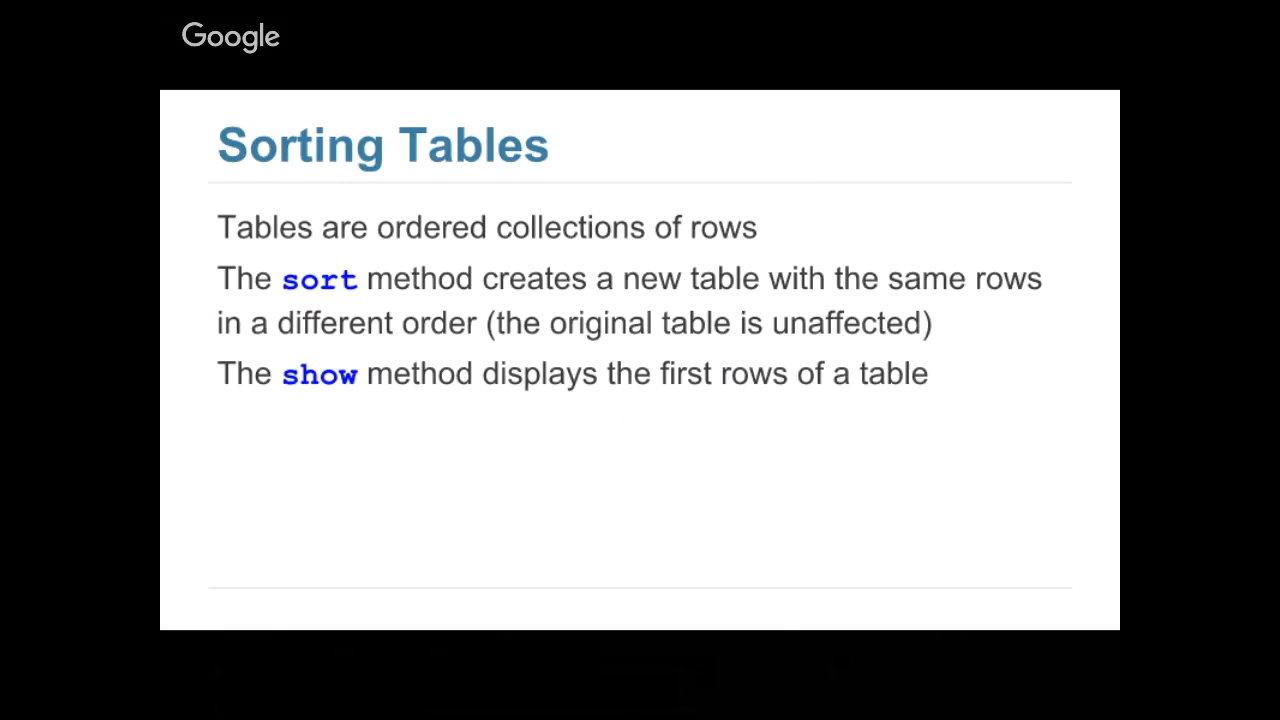 Google
Sorting Tables
Tables are ordered collections of rows
The sort method creates a new table with the same rows
in a different order (the original table is unaffected)
The show method displays the first rows of a table